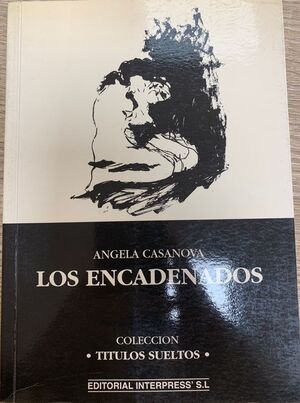 ANGELA CASANOVA
LOS ENCADENADOS
COLECCION
• TITULOS SUELTOS •
EDITORIAL INTERPRESS' S.L